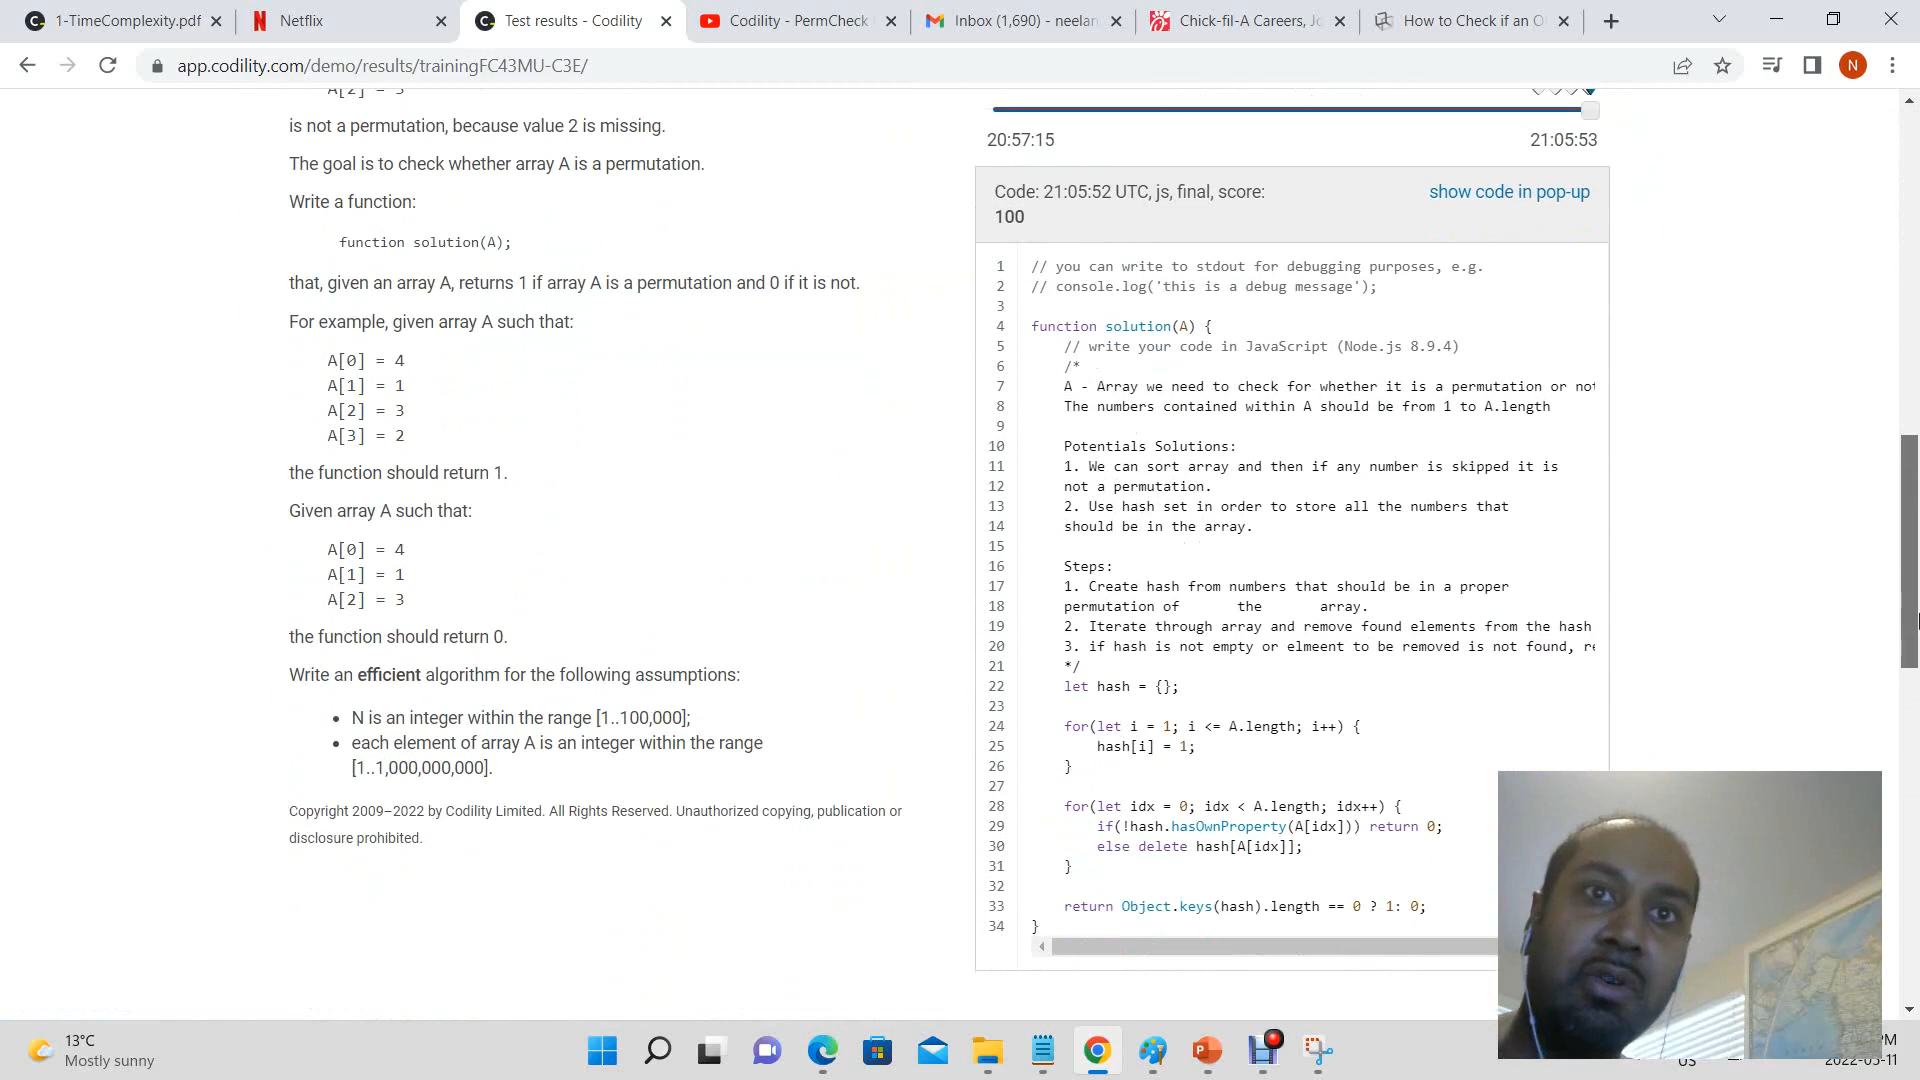 1-TimeComplexity.pdf
Netflix
Test results - Codility
Codility - PermCheck
Inbox (1,690) - neelan
Chick-fil-A Careers, Jo
How to Check if an O
app.codility.com/demo/results/trainingFC43MU-C3E/
N
is not a permutation, because value 2 is missing.
The goal is to check whether array A is a permutation.
Write a function:
function solution(A);
that, given an array A, returns 1 if array A is a permutation and 0 if it is not.
For example, given array A such that:
A[0] = 4
A[1] = 1
A[2] = 3
A[3] = 2
the function should return 1.
Given array A such that:
A[0] = 4
A[1] = 1
A[2] = 3
the function should return 0.
Write an efficient algorithm for the following assumptions:
• N is an integer within the range [1..100,000];
• each element of array A is an integer within the range
[1..1,000,000,000].
Copyright 2009–2022 by Codility Limited. All Rights Reserved. Unauthorized copying, publication or
disclosure prohibited.
20:57:15 21:05:53
Code: 21:05:52 UTC, js, final, score: show code in pop-up
100
1 // you can write to stdout for debugging purposes, e.g.
2 // console.log('this is a debug message');
3
4 function solution(A) {
5 // write your code in JavaScript (Node.js 8.9.4)
6 /*
7 A - Array we need to check for whether it is a permutation or not
8 The numbers contained within A should be from 1 to A.length
9
10 Potentials Solutions:
11 1. We can sort array and then if any number is skipped it is
12 not a permutation.
13 2. Use hash set in order to store all the numbers that
14 should be in the array.
15
16 Steps:
17 1. Create hash from numbers that should be in a proper
18 permutation of the array.
19 2. Iterate through array and remove found elements from the hash
20 3. if hash is not empty or elmeent to be removed is not found, re
21 */
22 let hash = {};
23
24 for(let i = 1; i <= A.length; i++) {
25 hash[i] = 1;
26 }
27
28 for(let idx = 0; idx < A.length; idx++) {
29 if(!hash.hasOwnProperty(A[idx])) return 0;
30 else delete hash[A[idx]];
31 }
32
33 return Object.keys(hash).length == 0 ? 1: 0;
34 }
13°C
Mostly sunny
PM
US
2022-05-11